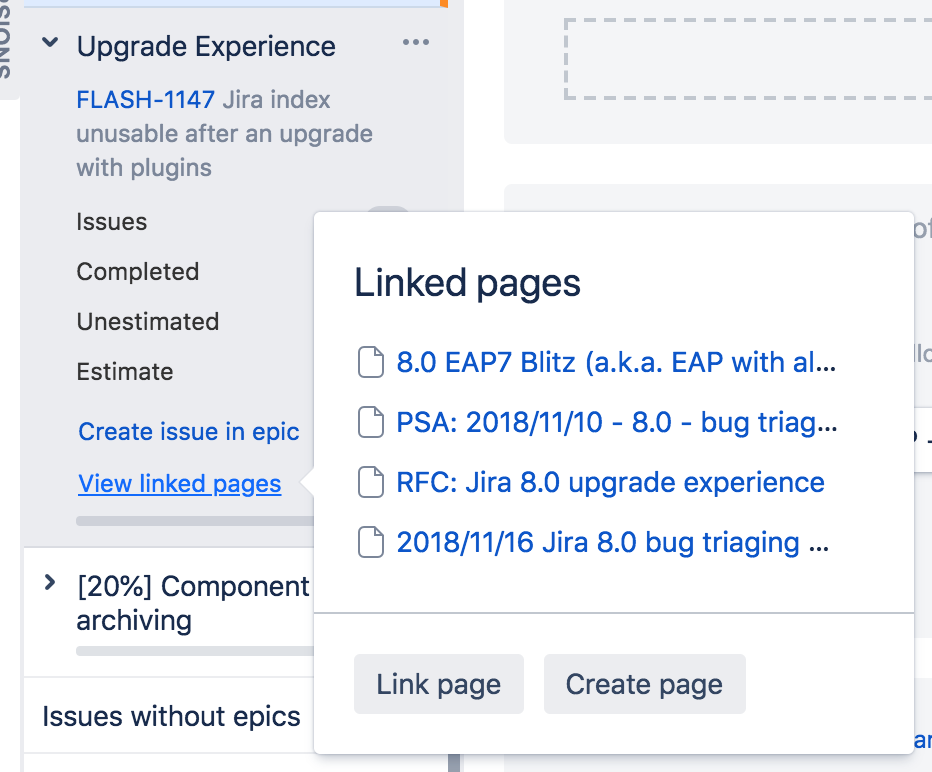 Upgrade Experience
FLASH-1147 Jira index
unusable after an upgrade
with plugins
Issues
Completed
Unestimated
Estimate
Create issue in epic
View linked pages
[20%] Component
archiving
Issues without epics
Linked pages
8.0 EAP7 Blitz (a.k.a. EAP with al...
PSA: 2018/11/10 - 8.0 - bug triag...
RFC: Jira 8.0 upgrade experience
2018/11/16 Jira 8.0 bug triaging ...
Link page
Create page